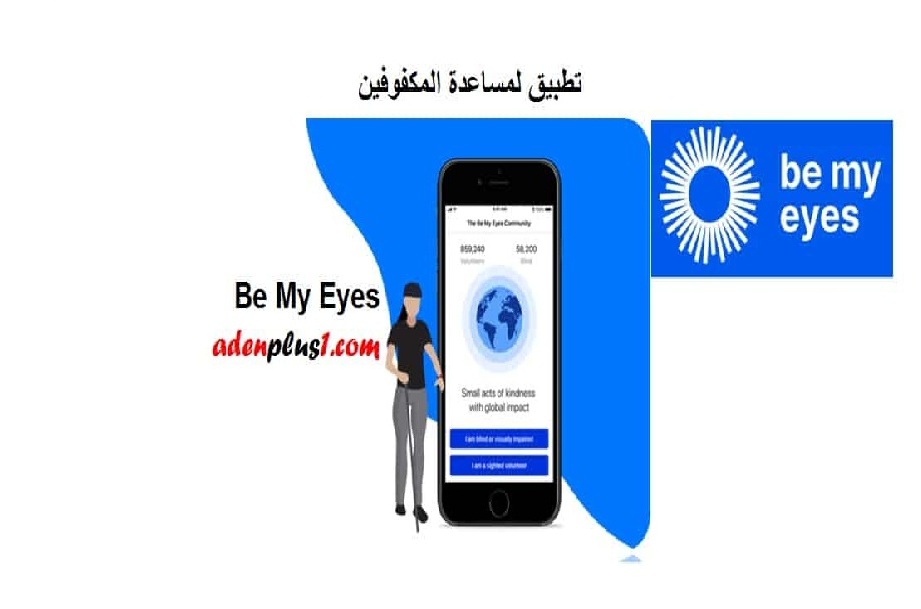 تطبيق لمساعدة المكفوفين
be my
eyes
The Be My Eyes Community
859,240
58,200
Volunteers
Blind
Be My Eyes
adenplus1.com
Small acts of kindness
with global impact
I am blind or visually impaired
I am a sighted volunteer